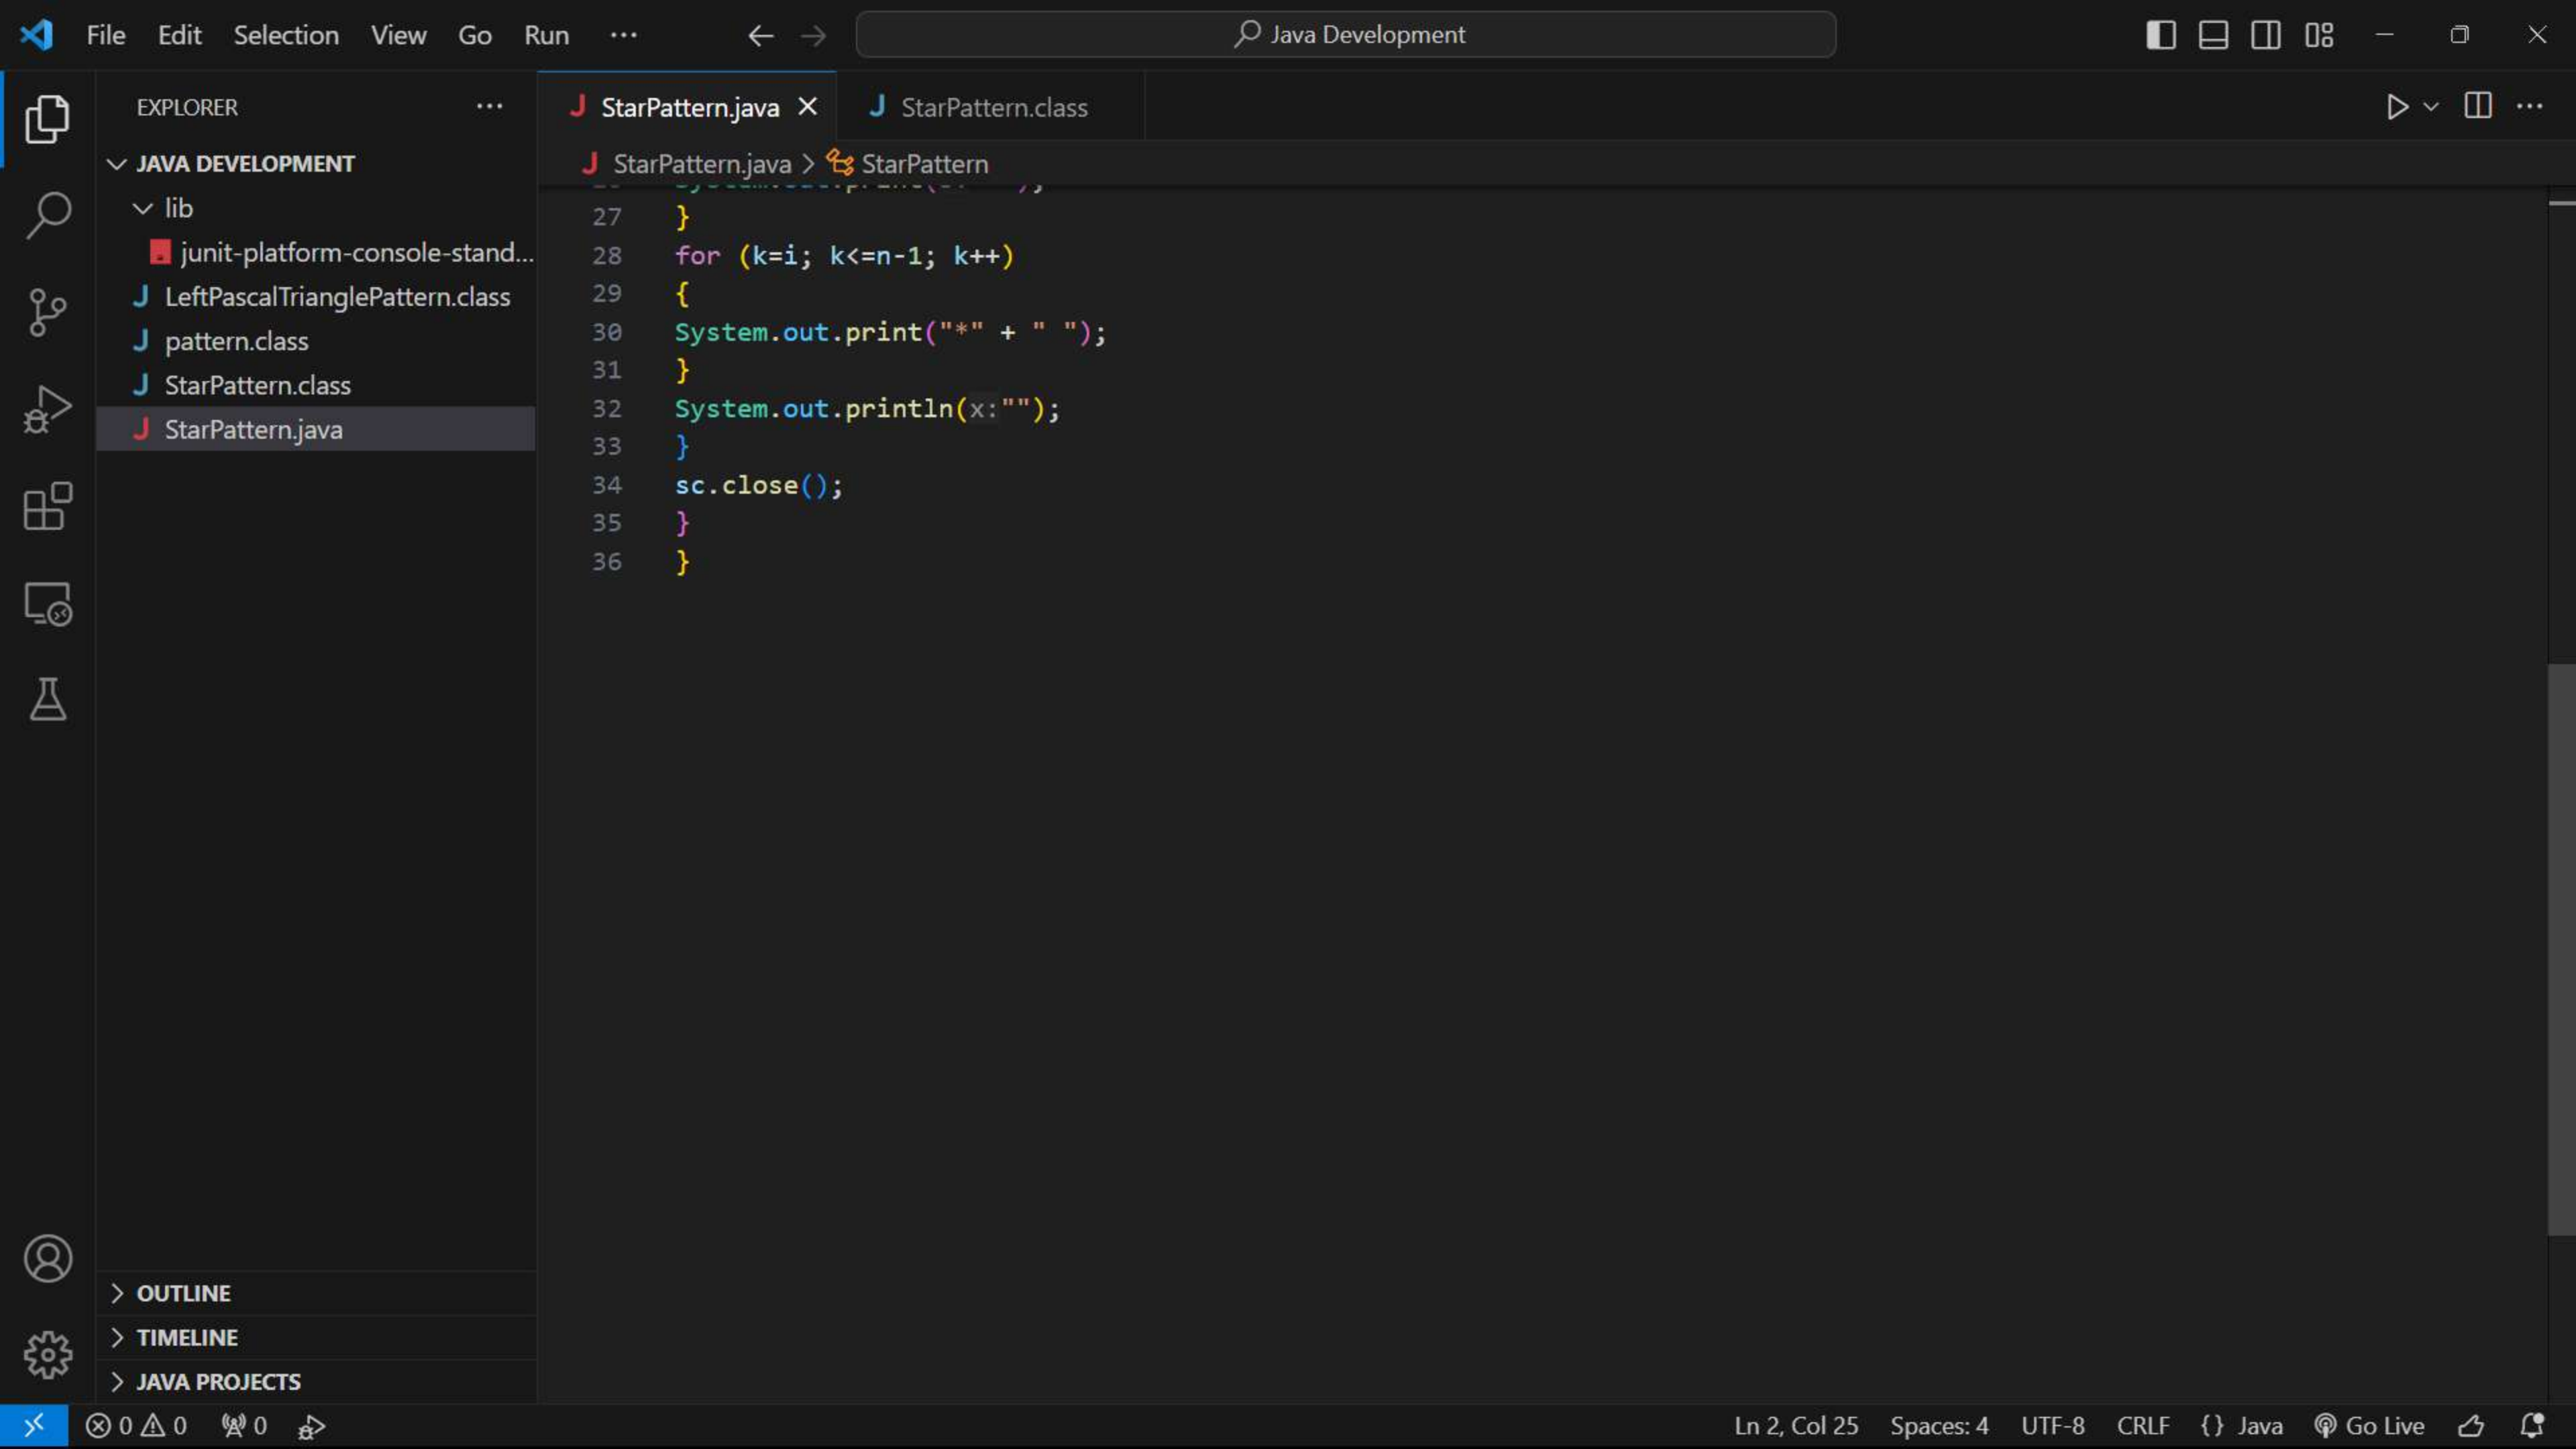 File Edit Selection View Go Run ...
Java Development
EXPLORER ...
JAVA DEVELOPMENT
lib
junit-platform-console-stand...
LeftPascalTrianglePattern.class
pattern.class
StarPattern.class
StarPattern.java
OUTLINE
TIMELINE
JAVA PROJECTS
StarPattern.java StarPattern.class
StarPattern.java > StarPattern
27 }
28 for (k=i; k<=n-1; k++)
29 {
30 System.out.print("*" + " ");
31 }
32 System.out.println(x:"");
33 }
34 sc.close();
35 }
36 }
0 0 0 Ln 2, Col 25 Spaces: 4 UTF-8 CRLF {} Java Go Live